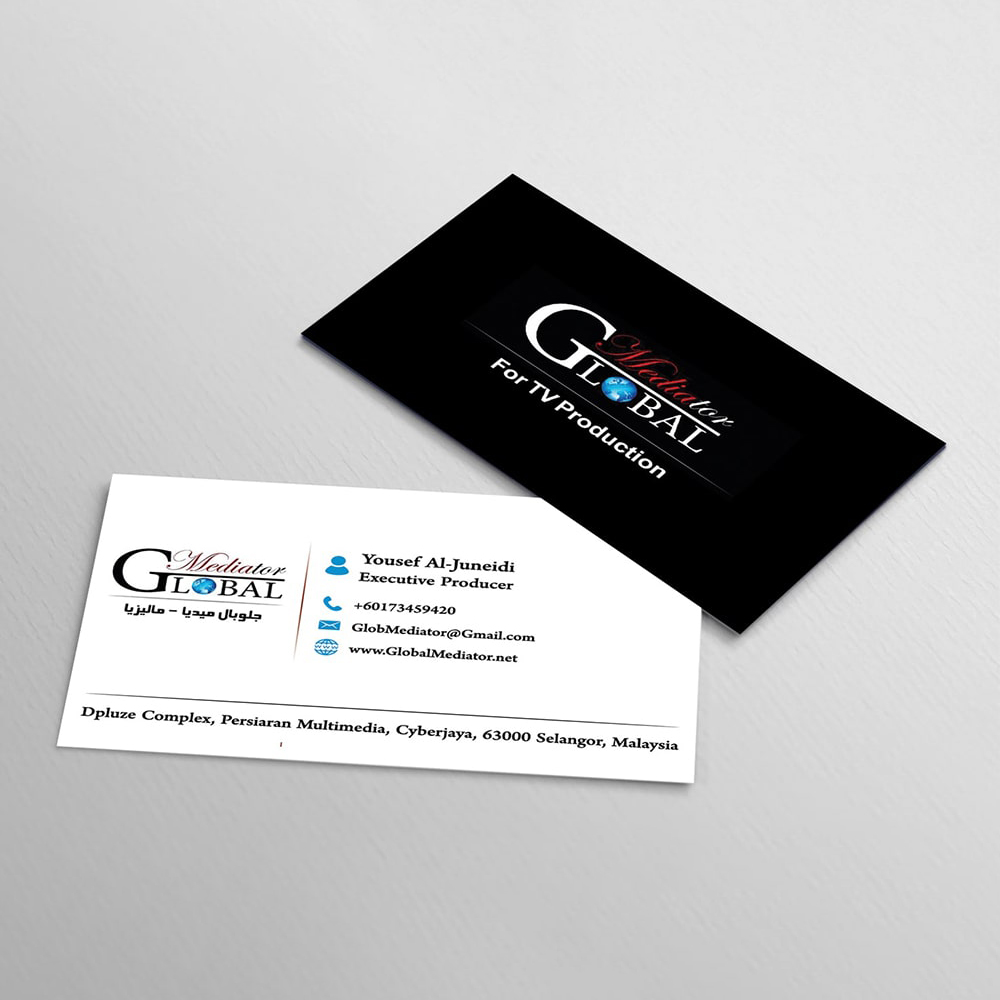 Mediator
GLOBAL
For TV Production
Mediator
GLOBAL
جلوبال ميديا - ماليزيا
Yousef Al-Juneidi
Executive Producer
+60173459420
GlobMediator@Gmail.com
www.GlobalMediator.net
Dpluze Complex, Persiaran Multimedia, Cyberjaya, 63000 Selangor, Malaysia